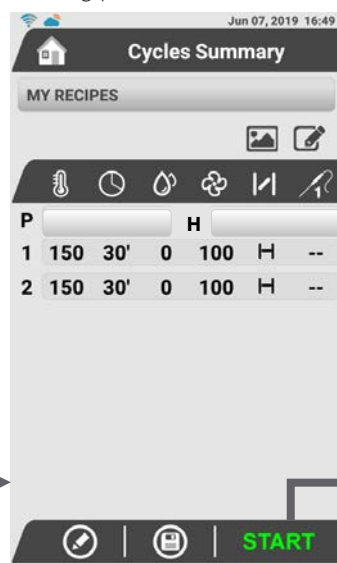 Jun 07, 2019 16:49
Cycles Summary
MY RECIPES
P H
1 150 30' 0 100 --
2 150 30' 0 100 --
START